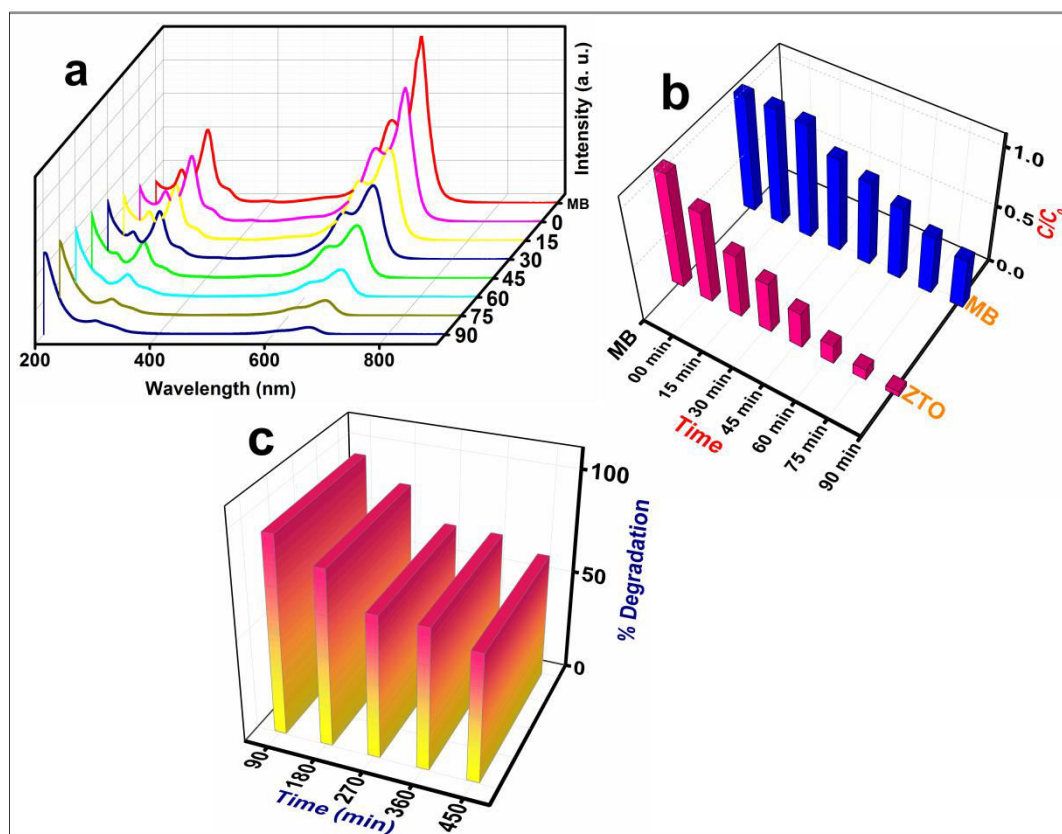 a
Intensity (a. u.)
MB
0
15
30
45
60
75
90
200
400
600
800
Wavelength (nm)
b
1.0
0.5
0.0
C/C
MB
ZTO
MB
00 min
15 min
30 min
45 min
60 min
75 min
90 min
Time
c
100
50
0
% Degradation
90
180
270
360
450
Time (min)